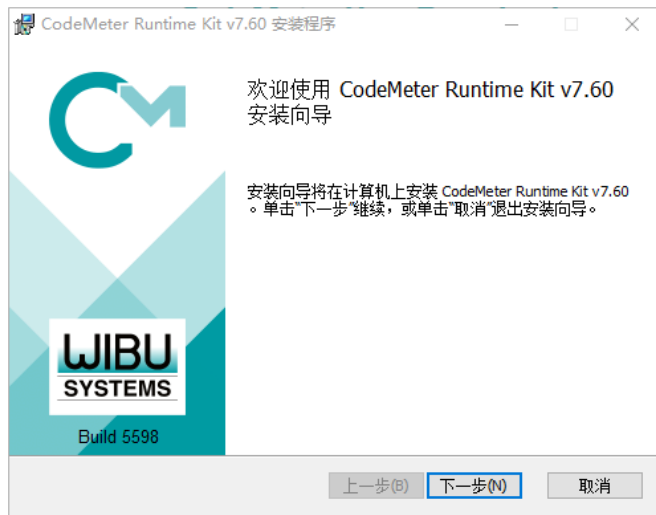 CodeMeter Runtime Kit v7.60 安装程序
欢迎使用 CodeMeter Runtime Kit v7.60
安装向导
安装向导将在计算机上安装 CodeMeter Runtime Kit v7.60
。单击"下一步"继续，或单击"取消"退出安装向导。
WIBU
SYSTEMS
Build 5598
上一步(B)
下一步(N)
取消